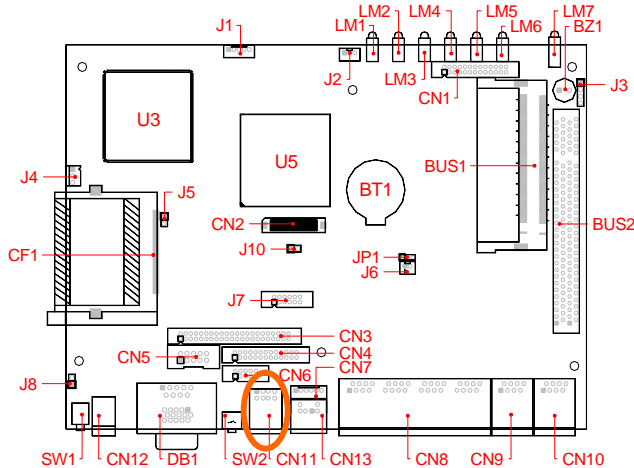 LM2 LM4 LM5 LM7
J1 LM1 LM6 BZ1
J2 LM3 J3
CN1
U3
U5
J4 BUS1
J5 BT1
CN2 BUS2
CF1 J10 JP1
J6
J7
CN3
CN5 CN4
J8 CN6 CN7
SW1 CN12 DB1 SW2 CN11 CN13 CN8 CN9 CN10